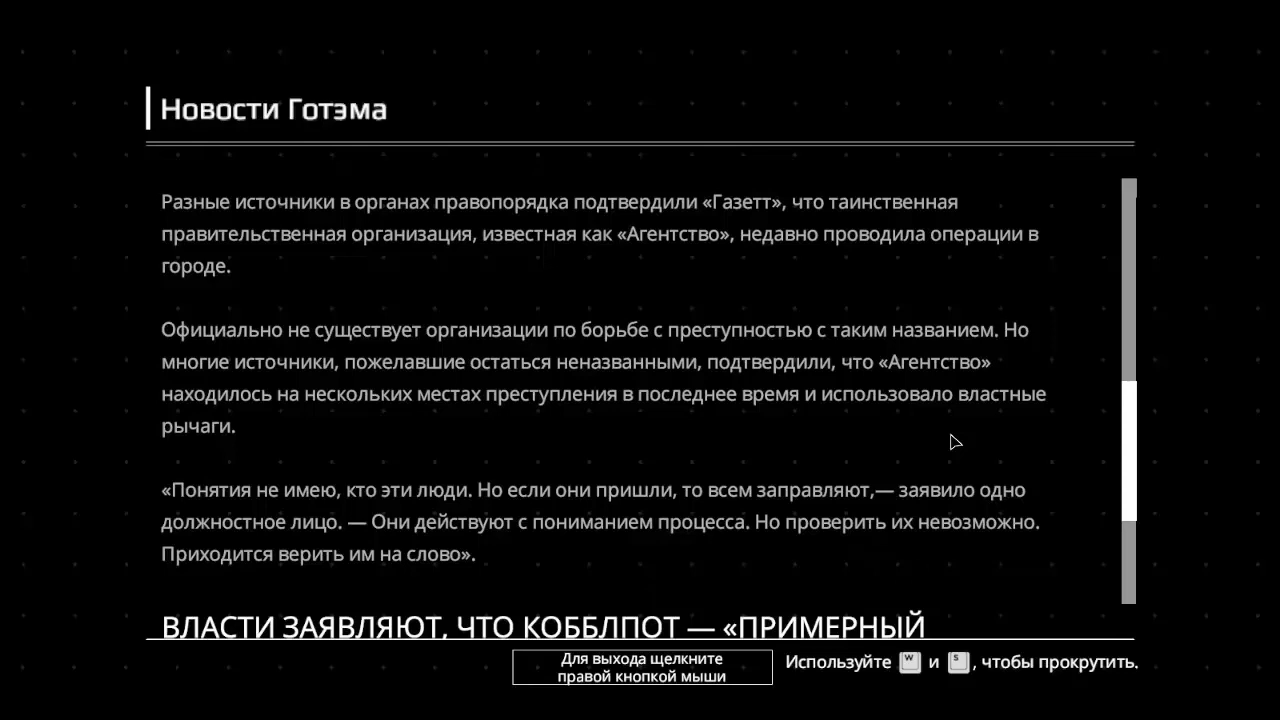 Новости Готэма
Разные источники в органах правопорядка подтвердили «Газетт», что таинственная
правительственная организация, известная как «Агентство», недавно проводила операции в
городе.
Официально не существует организации по борьбе с преступностью с таким названием. Но
многие источники, пожелавшие остаться неназванными, подтвердили, что «Агентство»
находилось на нескольких местах преступления в последнее время и использовало властные
рычаги.
«Понятия не имею, кто эти люди. Но если они пришли, то всем заправляют,— заявило одно
должностное лицо. — Они действуют с пониманием процесса. Но проверить их невозможно.
Приходится верить им на слово».
ВЛАСТИ ЗАЯВЛЯЮТ, ЧТО КОББЛПОТ — «ПРИМЕРНЫЙ
Для выхода щелкните
правой кнопкой мыши
Используйте W и S, чтобы прокрутить.